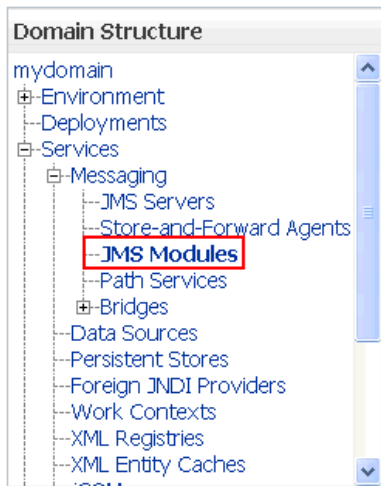 Domain Structure
mydomain
Environment
Deployments
Services
Messaging
JMS Servers
Store-and-Forward Agents
JMS Modules
Path Services
Bridges
Data Sources
Persistent Stores
Foreign JNDI Providers
Work Contexts
XML Registries
XML Entity Caches